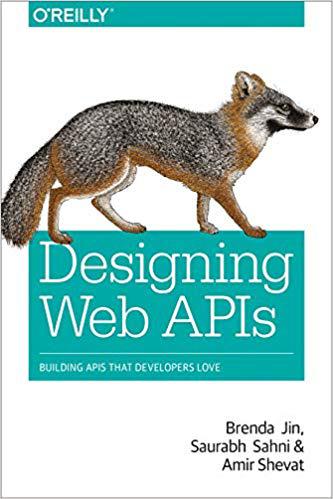 O'REILLY®
Designing
Web APIs
BUILDING APIS THAT DEVELOPERS LOVE
Brenda Jin,
Saurabh Sahni &
Amir Shevat